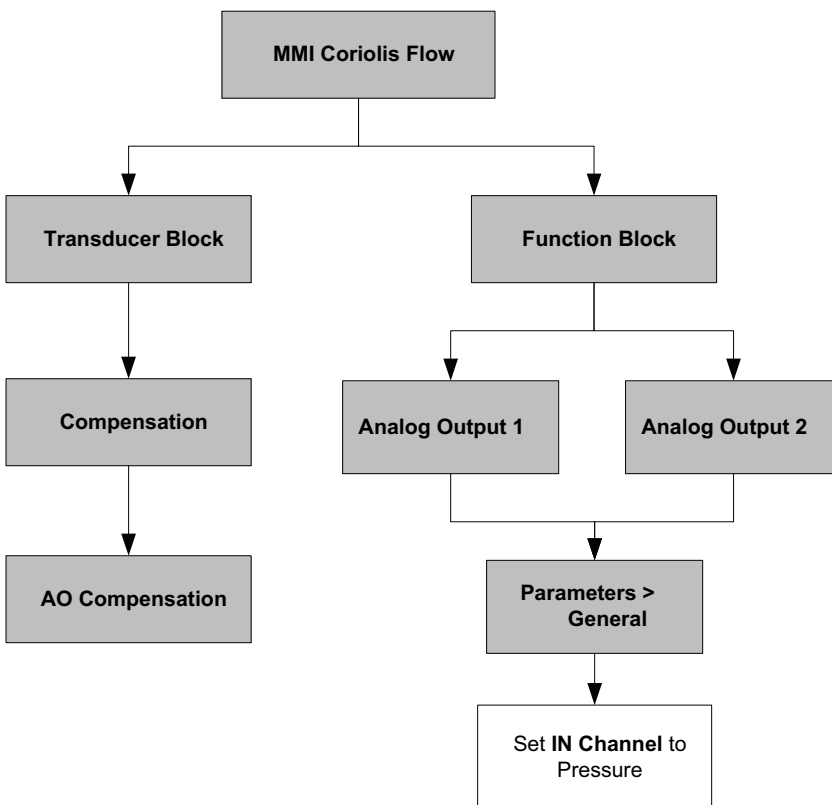 MMI Coriolis Flow
Transducer Block
Function Block
Compensation
Analog Output 1
Analog Output 2
AO Compensation
Parameters >
General
Set IN Channel to
Pressure